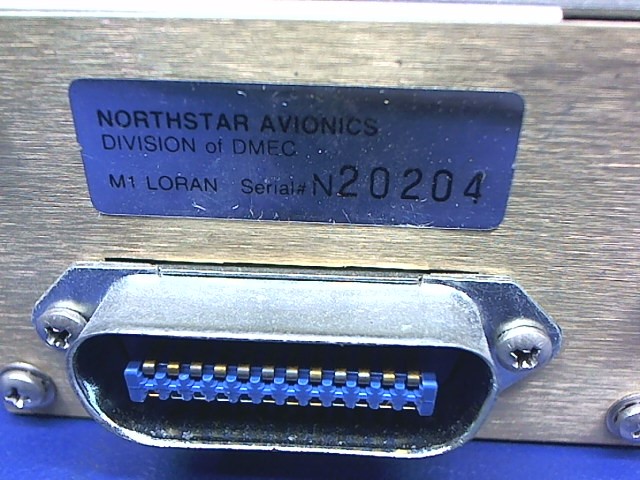 NORTHSTAR AVIONICS
DIVISION of DMEC
M1 LORAN Serial# N20204